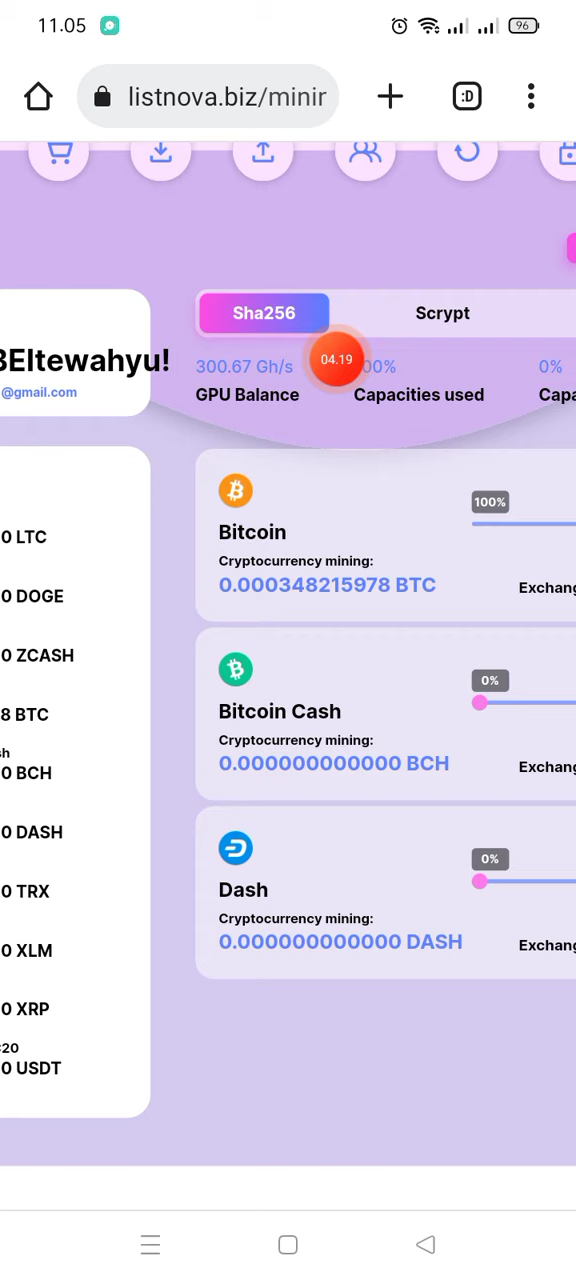 11.05
96
listnova.biz/minir
:D
Sha256
Scrypt
BEltewahyu!
@gmail.com
300.67 Gh/s
04.19
00%
0%
GPU Balance
Capacities used
Capa
Bitcoin
100%
Cryptocurrency mining:
0.000348215978 BTC
Exchang
Bitcoin Cash
0%
Cryptocurrency mining:
0.000000000000 BCH
Exchang
Dash
0%
Cryptocurrency mining:
0.000000000000 DASH
Exchang
0 LTC
0 DOGE
0 ZCASH
8 BTC
sh
0 BCH
0 DASH
0 TRX
0 XLM
0 XRP
20
0 USDT